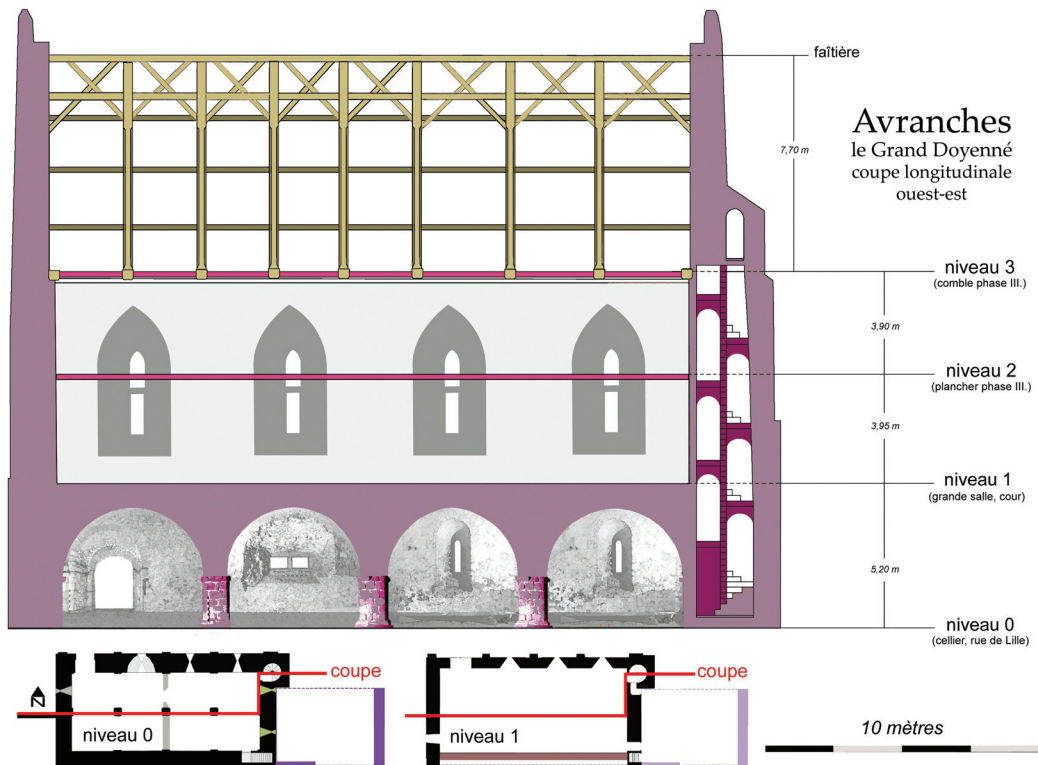 faîtière
Avranches
le Grand Doyenné
coupe longitudinale
ouest-est
7,70 m
niveau 3
(comble phase III.)
3,90 m
niveau 2
(plancher phase III.)
3,95 m
niveau 1
(grande salle, cour)
5,20 m
niveau 0
(cellier, rue de Lille)
coupe
N
niveau 0
coupe
niveau 1
10 mètres